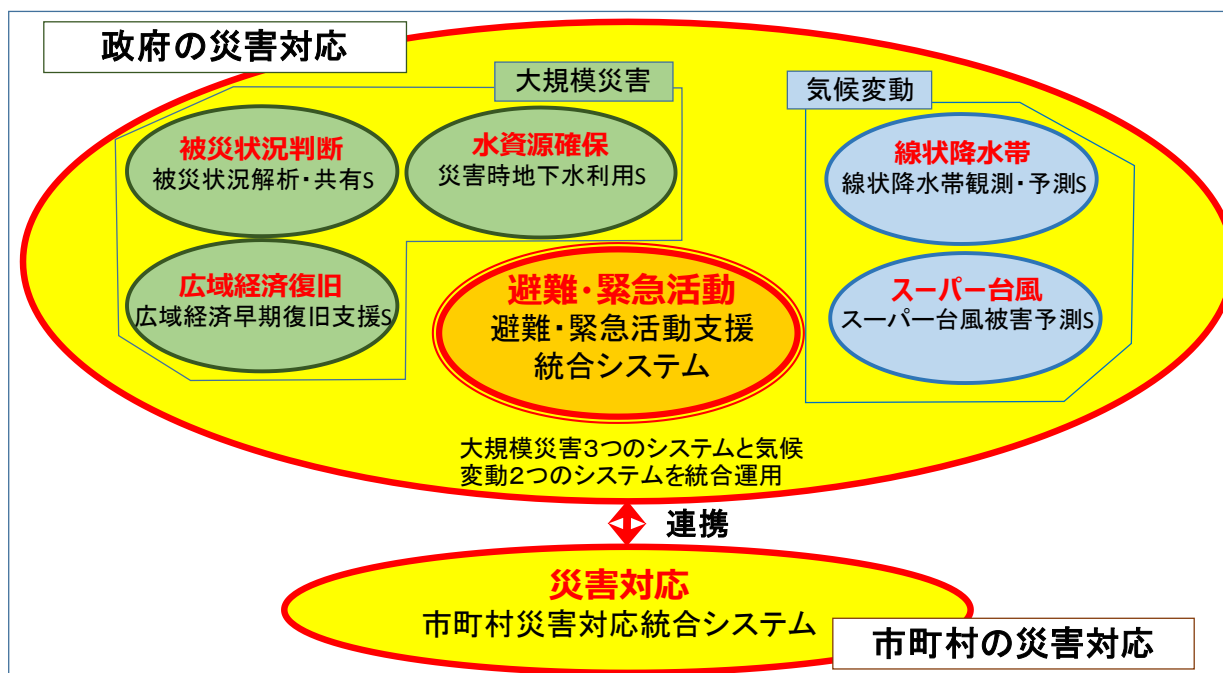 政府の災害対応
大規模災害
気候変動
被災状況判断
被災状況解析・共有S
水資源確保
災害時地下水利用S
線状降水帯
線状降水帯観測・予測S
広域経済復旧
広域経済早期復旧支援S
避難・緊急活動
避難・緊急活動支援
統合システム
スーパー台風
スーパー台風被害予測S
大規模災害３つのシステムと気候
変動２つのシステムを統合運用
連携
災害対応
市町村災害対応統合システム
市町村の災害対応